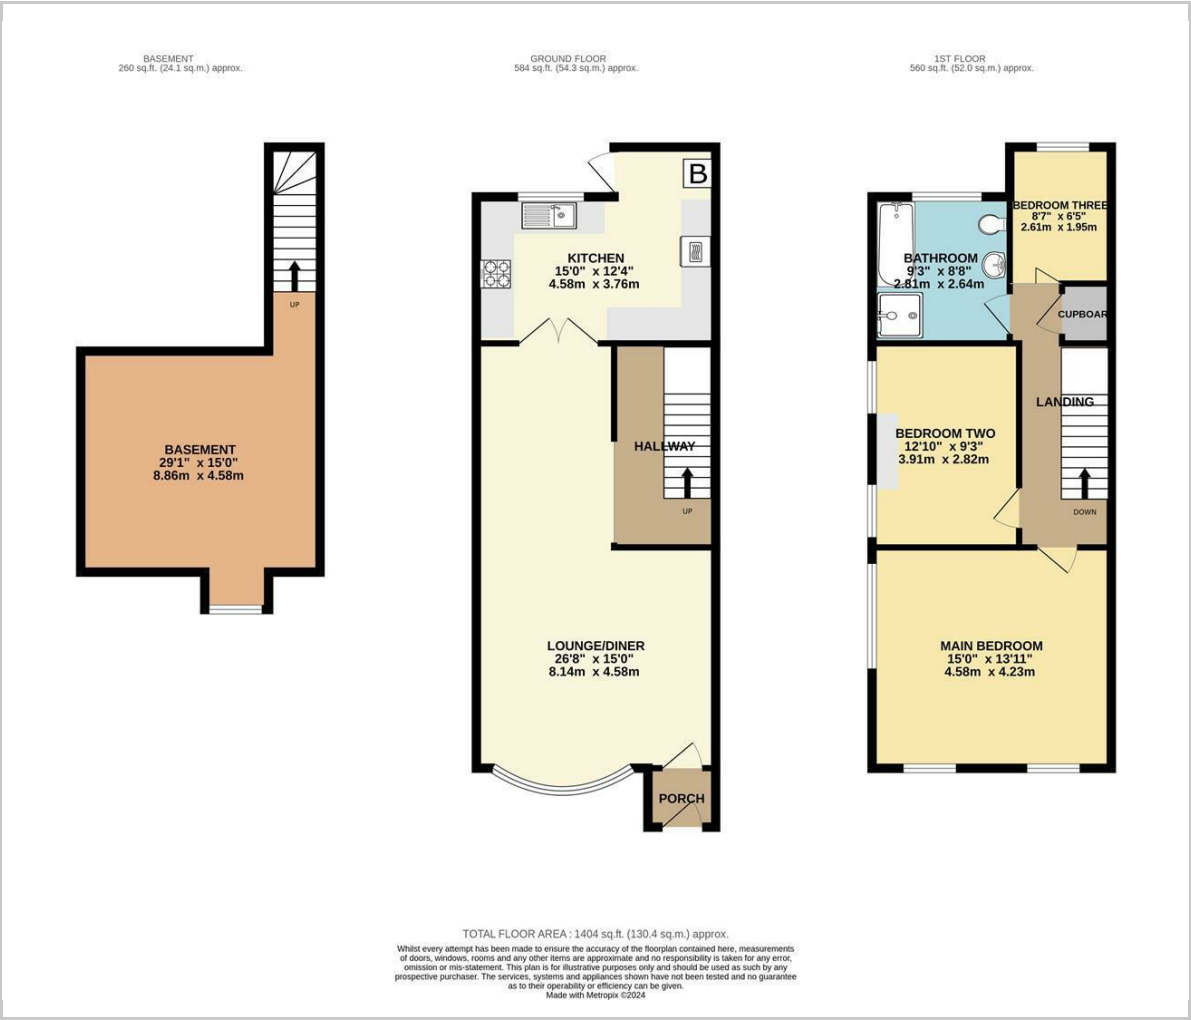 BASEMENT
260 sq.ft. (24.1 sq.m.) approx.
UP
BASEMENT
29'1" x 15'0"
8.86m x 4.58m
GROUND FLOOR
584 sq.ft. (54.3 sq.m.) approx.
B
KITCHEN
15'0" x 12'4"
4.58m x 3.76m
HALLWAY
UP
LOUNGE/DINER
26'8" x 15'0"
8.14m x 4.58m
PORCH
1ST FLOOR
560 sq.ft. (52.0 sq.m.) approx.
BEDROOM THREE
8'7" x 6'5"
2.61m x 1.95m
BATHROOM
9'3" x 8'8"
2.81m x 2.64m
CUPBOAR
LANDING
BEDROOM TWO
12'10" x 9'3"
3.91m x 2.82m
DOWN
MAIN BEDROOM
15'0" x 13'11"
4.58m x 4.23m
TOTAL FLOOR AREA : 1404 sq.ft. (130.4 sq.m.) approx.
Whilst every attempt has been made to ensure the accuracy of the floorplan contained here, measurements
of doors, windows, rooms and any other items are approximate and no responsibility is taken for any error,
omission or mis-statement. This plan is for illustrative purposes only and should be used as such by any
prospective purchaser. The services, systems and appliances shown have not been tested and no guarantee
as to their operability or efficiency can be given.
Made with Metropix ©2024